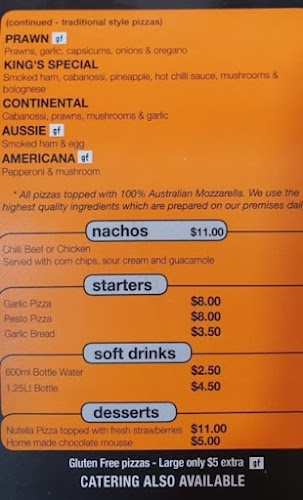 (continued - traditional style pizzas)
PRAWN gf
Prawns, garlic, capsicums, onions & oregano
KING'S SPECIAL
Smoked ham, cabanossi, pineapple, hot chilli sauce, mushrooms &
bolognese
CONTINENTAL
Cabanossi, prawns, mushrooms & garlic
AUSSIE gf
Smoked ham & egg
AMERICANA gf
Pepperoni & mushroom
* All pizzas topped with 100% Australian Mozzarella. We use the
highest quality ingredients which are prepared on our premises dail
nachos $11.00
Chilli Beef or Chicken
Served with corn chips, sour cream and guacamole
starters
Garlic Pizza $8.00
Pesto Pizza $8.00
Garlic Bread $3.50
soft drinks
600ml Bottle Water $2.50
1.25Lt Bottle $4.50
desserts
Nutella Pizza topped with fresh strawberries $11.00
Home made chocolate mousse $5.00
Gluten Free pizzas - Large only $5 extra gf
CATERING ALSO AVAILABLE